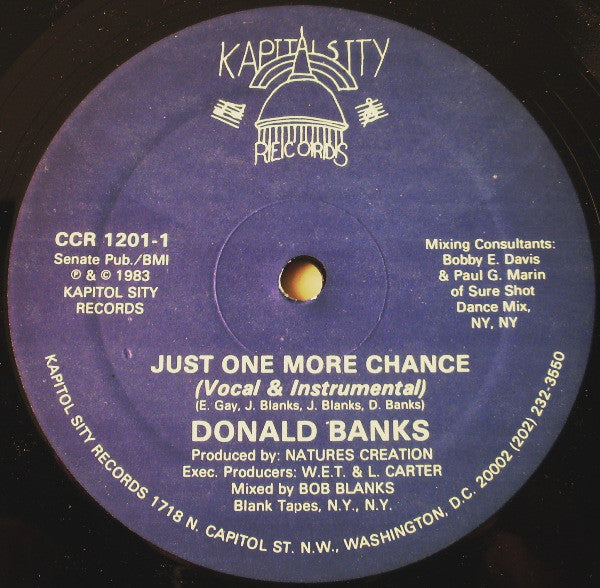 KAPITOL SITY
RECORDS
CCR 1201-1
Senate Pub./BMI
℗ & © 1983
KAPITOL SITY
RECORDS
Mixing Consultants:
Bobby E. Davis
& Paul G. Marin
of Sure Shot
Dance Mix,
NY, NY
JUST ONE MORE CHANCE
(Vocal & Instrumental)
(E. Gay, J. Blanks, J. Blanks, D. Banks)
DONALD BANKS
Produced by: NATURES CREATION
Exec. Producers: W.E.T. & L. CARTER
Mixed by BOB BLANKS
Blank Tapes, N.Y., N.Y.
KAPITOL SITY RECORDS 1718 N. CAPITOL ST. N.W., WASHINGTON, D.C. 20002 (202) 232-3550